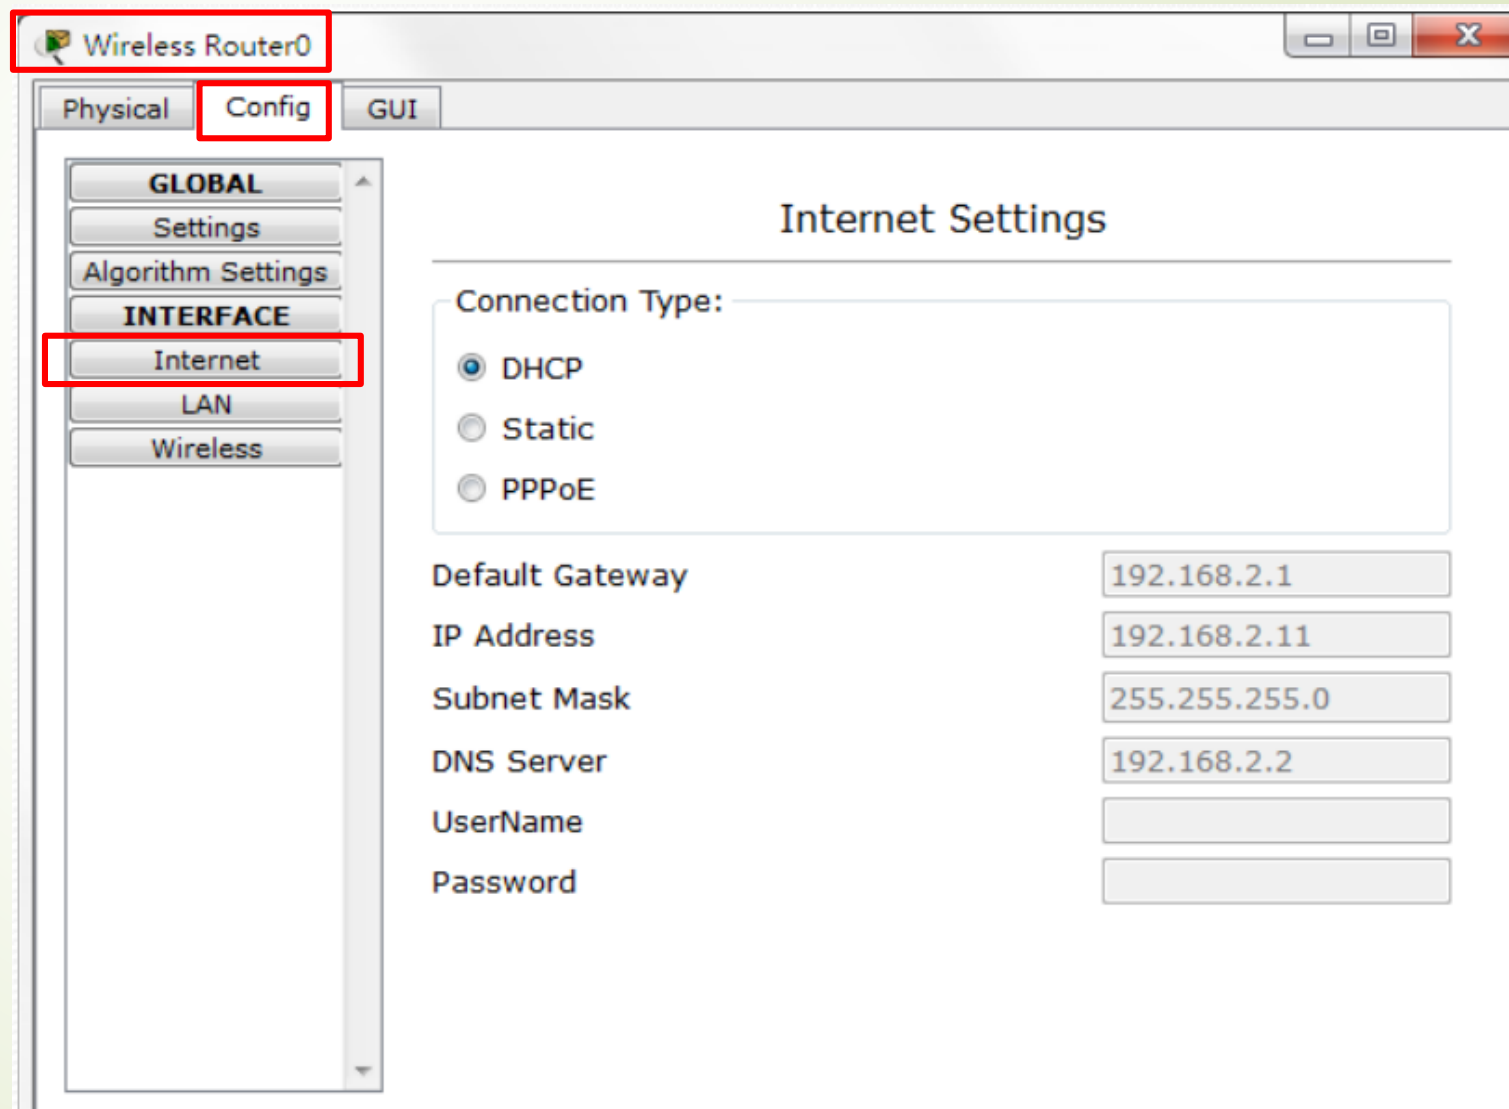 Wireless Router0
Physical Config GUI
GLOBAL
Settings
Algorithm Settings
INTERFACE
Internet
LAN
Wireless
Internet Settings
Connection Type:
DHCP
Static
PPPoE
Default Gateway 192.168.2.1
IP Address 192.168.2.11
Subnet Mask 255.255.255.0
DNS Server 192.168.2.2
UserName
Password